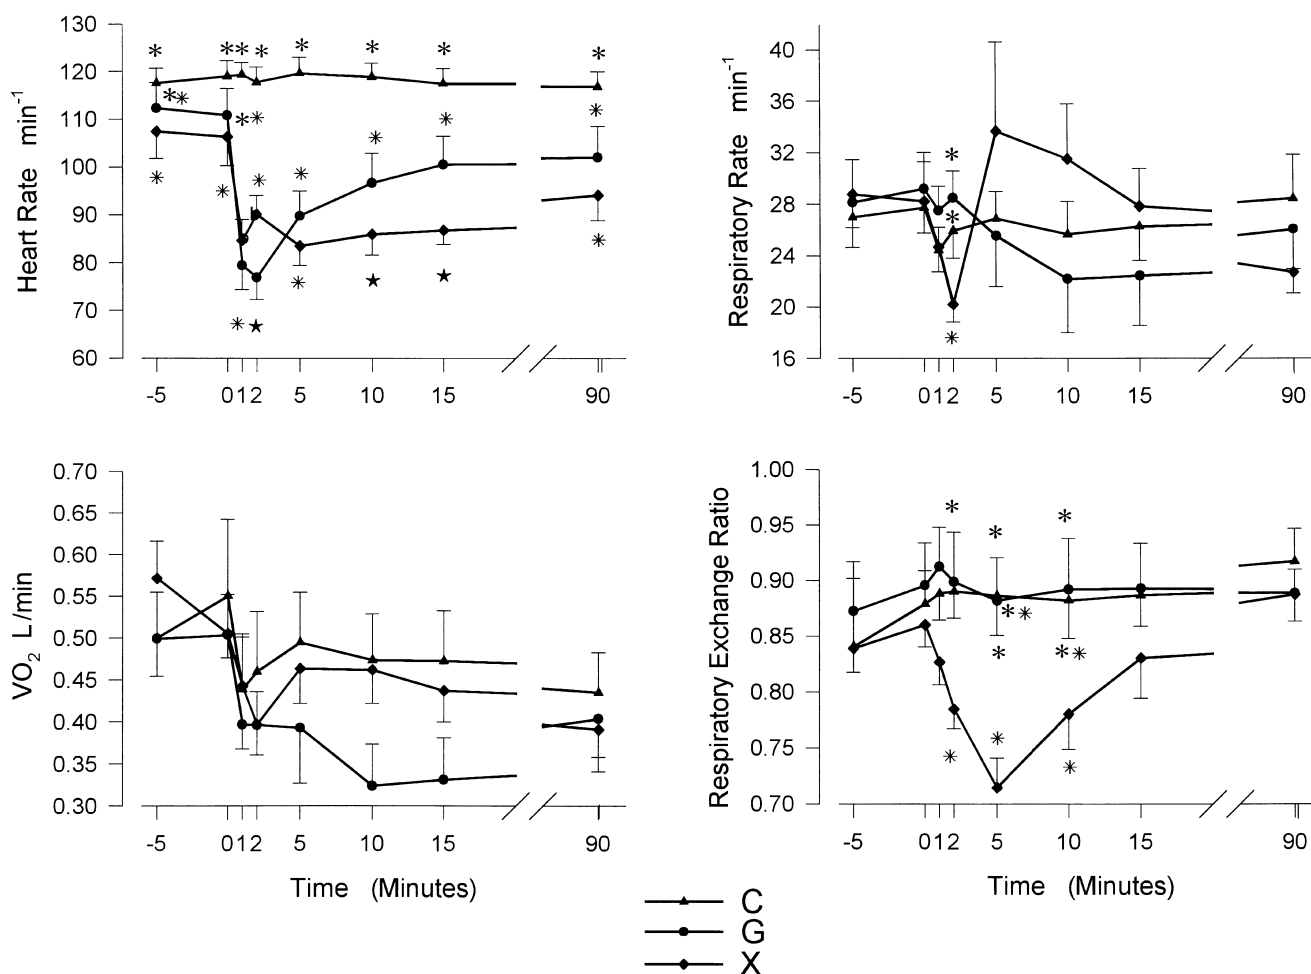 Heart Rate min⁻¹
130
120
110
100
90
80
70
60
-5 0 1 2 5 10 15 90
Respiratory Rate min⁻¹
40
36
32
28
24
20
16
-5 0 1 2 5 10 15 90
VO₂ L/min
0.70
0.65
0.60
0.55
0.50
0.45
0.40
0.35
0.30
-5 0 1 2 5 10 15 90
Time (Minutes)
Respiratory Exchange Ratio
1.00
0.95
0.90
0.85
0.80
0.75
0.70
-5 0 1 2 5 10 15 90
Time (Minutes)
C
G
X